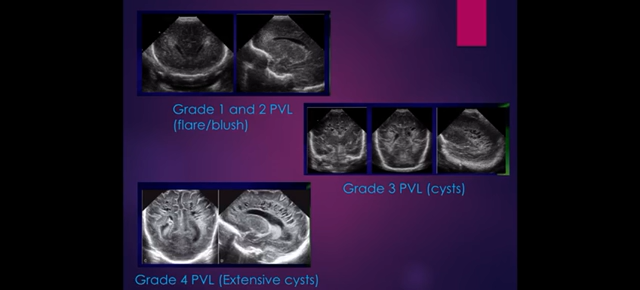 Grade 1 and 2 PVL
(flare/blush)
Grade 3 PVL (cysts)
Grade 4 PVL (Extensive cysts)